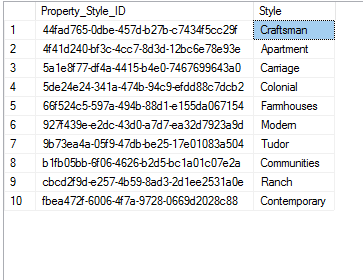 Property_Style_ID Style
1 44fad765-0dbe-457d-b27b-c7434f5cc29f Craftsman
2 4f41d240-bf3c-4cc7-8d3d-12bc6e78e93e Apartment
3 5a1e8f77-df4a-4415-b4e0-7467699643a0 Carriage
4 5de24e24-341a-474b-94c9-efdd88c7dcb2 Colonial
5 66f524c5-597a-494b-88d1-e155da067154 Farmhouses
6 927f439e-e2dc-43d0-a7d7-ea32d7923a9d Modern
7 9b73ea4a-05f9-47db-be25-17e01083a504 Tudor
8 b1fb05bb-6f06-4626-b2d5-bc1a01c07e2a Communities
9 cbcd2f9d-e257-4b59-8ad3-2d1ee2531a0e Ranch
10 fbea472f-6006-4f7a-9728-0669d2028c88 Contemporary